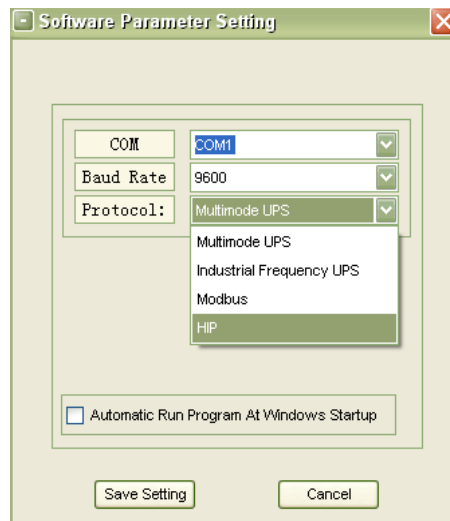 Software Parameter Setting
COM COM1
Baud Rate 9600
Protocol: Multimode UPS
Multimode UPS
Industrial Frequency UPS
Modbus
HIP
Automatic Run Program At Windows Startup
Save Setting Cancel